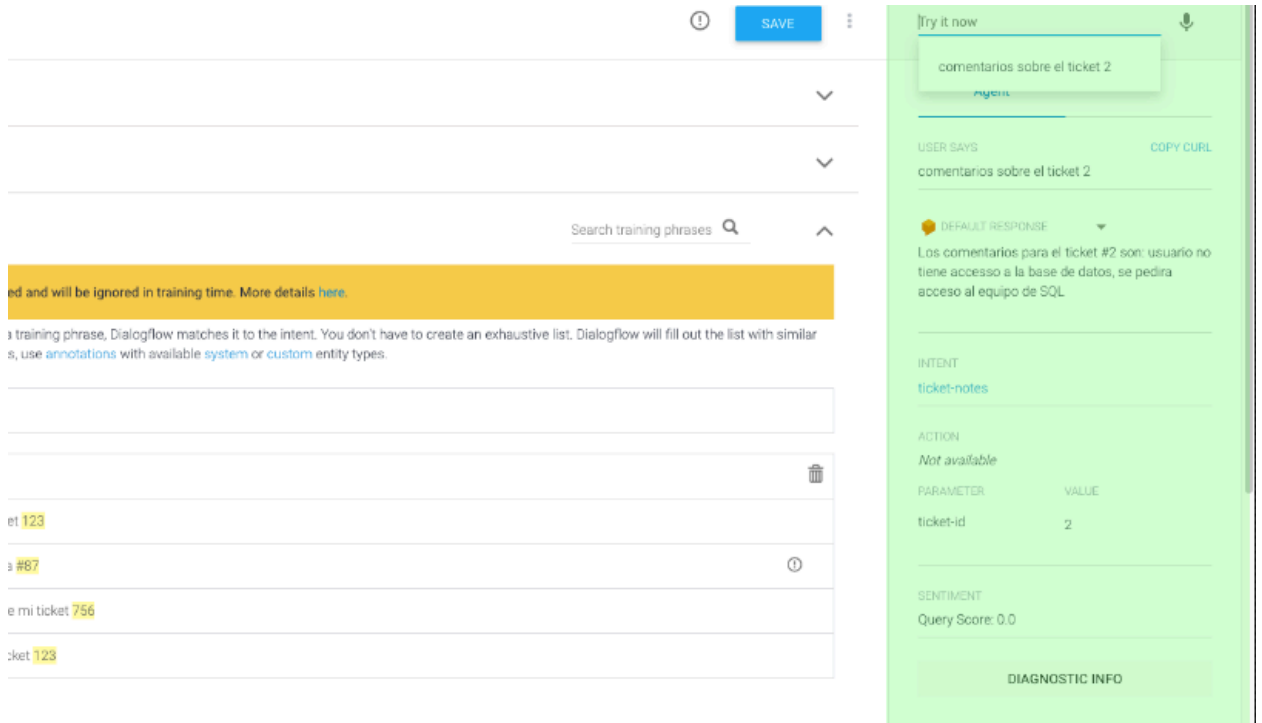 SAVE
Search training phrases
ed and will be ignored in training time. More details here.
a training phrase, Dialogflow matches it to the intent. You don't have to create an exhaustive list. Dialogflow will fill out the list with similar
s, use annotations with available system or custom entity types.
et 123
a #87
e mi ticket 756
cket 123
Try it now
comentarios sobre el ticket 2
Agent
USER SAYS COPY CURL
comentarios sobre el ticket 2
DEFAULT RESPONSE
Los comentarios para el ticket #2 son: usuario no
tiene accesso a la base de datos, se pedira
acceso al equipo de SQL
INTENT
ticket-notes
ACTION
Not available
PARAMETER VALUE
ticket-id 2
SENTIMENT
Query Score: 0.0
DIAGNOSTIC INFO